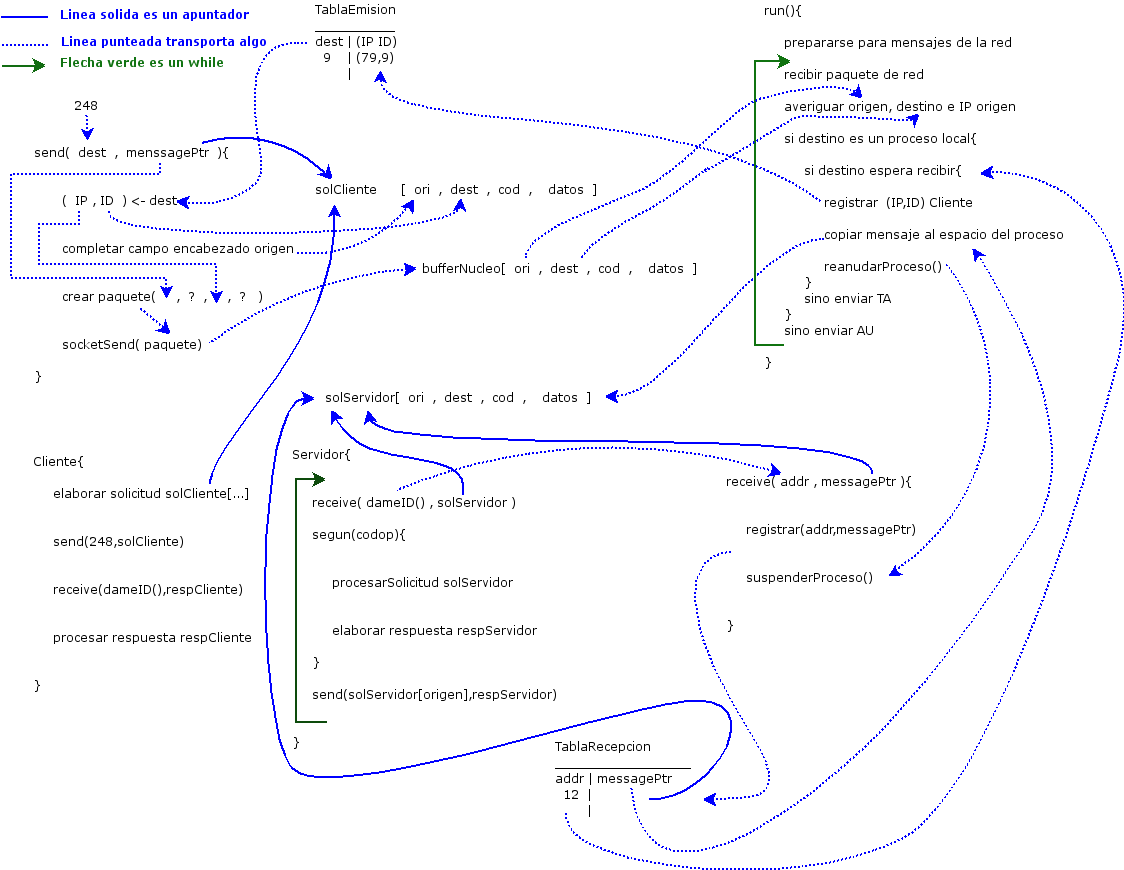 Linea solida es un apuntador
Linea punteada transporta algo
Flecha verde es un while
TablaEmision
dest | (IP ID)
9 | (79,9)
|
248
send( dest , menssagePtr ){
( IP , ID ) <- dest
completar campo encabezado origen
crear paquete( , ? , , ? )
socketSend( paquete)
}
solCliente [ ori , dest , cod , datos ]
bufferNucleo[ ori , dest , cod , datos ]
solServidor[ ori , dest , cod , datos ]
run(){
prepararse para mensajes de la red
recibir paquete de red
averiguar origen, destino e IP origen
si destino es un proceso local{
si destino espera recibir{
registrar (IP,ID) Cliente
copiar mensaje al espacio del proceso
reanudarProceso()
}
sino enviar TA
}
sino enviar AU
}
Cliente{
elaborar solicitud solCliente[...]
send(248,solCliente)
receive(dameID(),respCliente)
procesar respuesta respCliente
}
Servidor{
receive( dameID() , solServidor )
segun(codop){
procesarSolicitud solServidor
elaborar respuesta respServidor
}
send(solServidor[origen],respServidor)
}
receive( addr , messagePtr ){
registrar(addr,messagePtr)
suspenderProceso()
}
TablaRecepcion
addr | messagePtr
12 |
|